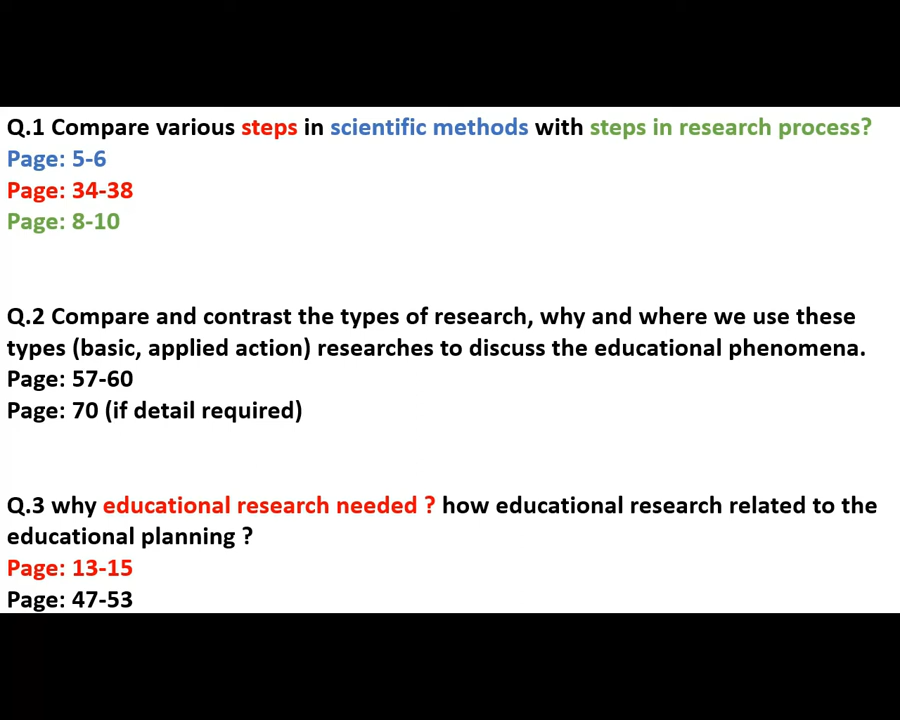 Q.1 Compare various steps in scientific methods with steps in research process?
Page: 5-6
Page: 34-38
Page: 8-10
Q.2 Compare and contrast the types of research, why and where we use these
types (basic, applied action) researches to discuss the educational phenomena.
Page: 57-60
Page: 70 (if detail required)
Q.3 why educational research needed ? how educational research related to the
educational planning ?
Page: 13-15
Page: 47-53